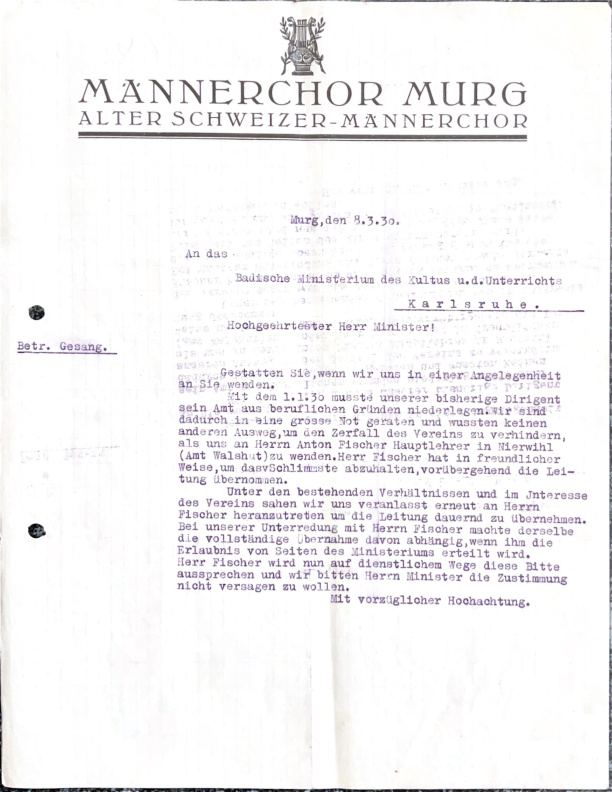 MÄNNERCHOR MURG
ALTER SCHWEIZER-MÄNNERCHOR
Murg,den 8.3.30.
An das
Badische Ministerium des Kultus u.d.Unterrichts
Karlsruhe.
Hochgeehrtester Herr Minister!
Betr. Gesang.
Gestatten Sie,wenn wir uns in einer Angelegenheit
an Sie wenden.
Mit dem 1.1.30 musste unserer bisherige Dirigent
sein Amt aus beruflichen Gründen niederlegen.Wir sind
dadurch in eine grosse Not geraten und wussten keinen
anderen Ausweg,um den Zerfall des Vereins zu verhindern,
als uns an Herrn Anton Fischer Hauptlehrer in Nierwihl
(Amt Walshut)zu wenden.Herr Fischer hat in freundlicher
Weise,um dasvSchlimmste abzuhalten,vorübergehend die Lei-
tung übernommen.
Unter den bestehenden Verhältnissen und im Jnteresse
des Vereins sahen wir uns veranlasst erneut an Herrn
Fischer heranzutreten um die Leitung dauernd zu übernehmen.
Bei unserer Unterredung mit Herrn Fischer machte derselbe
die vollständige Übernahme davon abhängig,wenn ihm die
Erlaubnis von Seiten des Ministeriums erteilt wird.
Herr Fischer wird nun auf dienstlichem Wege diese Bitte
aussprechen und wir bitten Herrn Minister die Zustimmung
nicht versagen zu wollen.
Mit vorzüglicher Hochachtung.